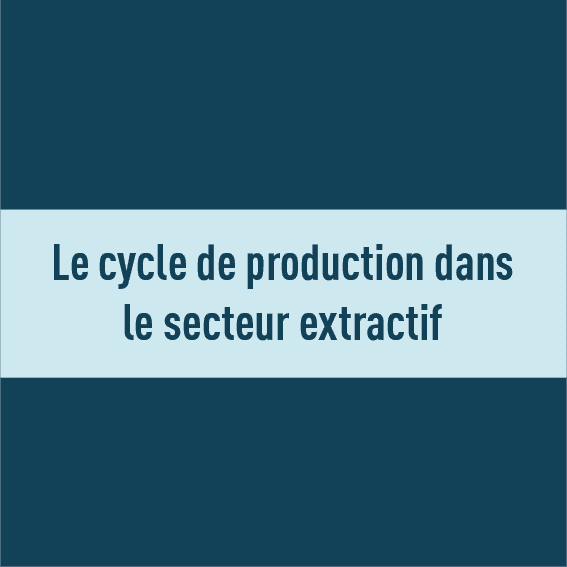 Le cycle de production dans
le secteur extractif